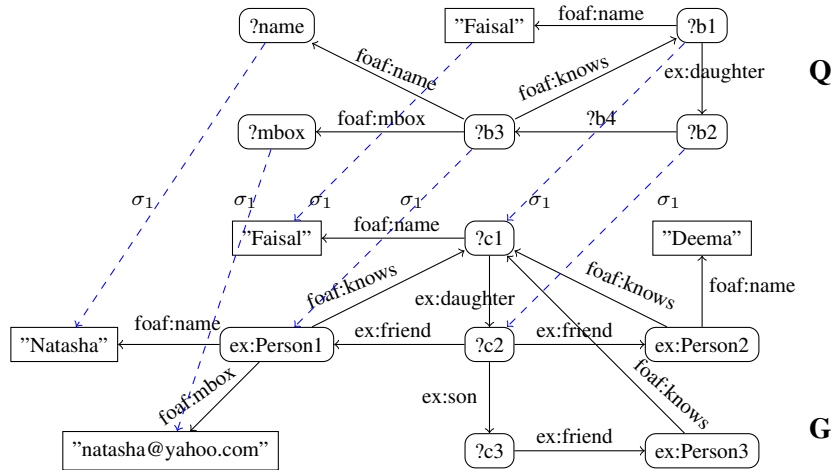 ?name
"Faisal"
foaf:name
?b1
foaf:name
foaf:knows
ex:daughter
Q
?mbox
foaf:mbox
?b3
?b4
?b2
σ1
σ1
σ1
σ1
σ1
σ1
"Faisal"
foaf:name
?c1
"Deema"
foaf:knows
ex:daughter
foaf:knows
foaf:name
"Natasha"
foaf:name
ex:Person1
ex:friend
?c2
ex:friend
ex:Person2
foaf:mbox
ex:son
foaf:knows
"natasha@yahoo.com"
?c3
ex:friend
ex:Person3
G